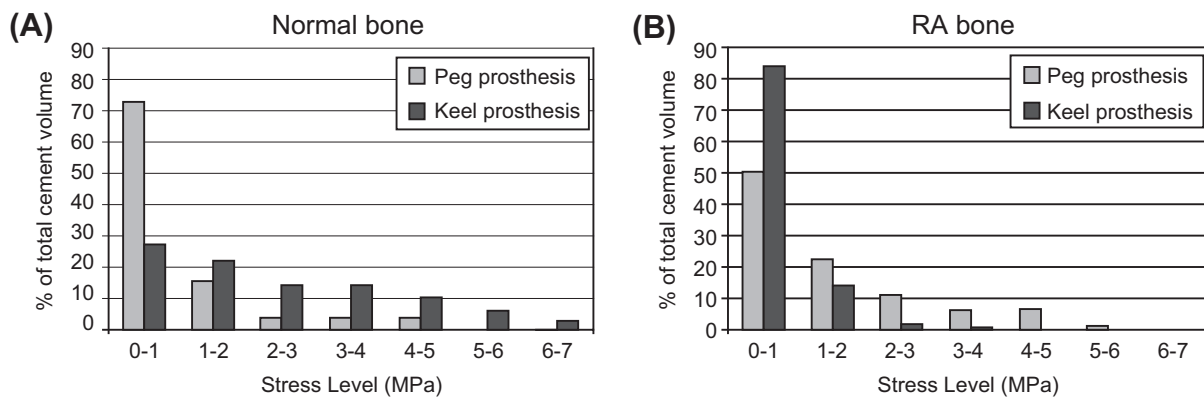 (A)
Normal bone
% of total cement volume
90
80
70
60
50
40
30
20
10
0
Peg prosthesis
Keel prosthesis
0-1 1-2 2-3 3-4 4-5 5-6 6-7
Stress Level (MPa)
(B)
RA bone
% of total cement volume
90
80
70
60
50
40
30
20
10
0
Peg prosthesis
Keel prosthesis
0-1 1-2 2-3 3-4 4-5 5-6 6-7
Stress Level (MPa)